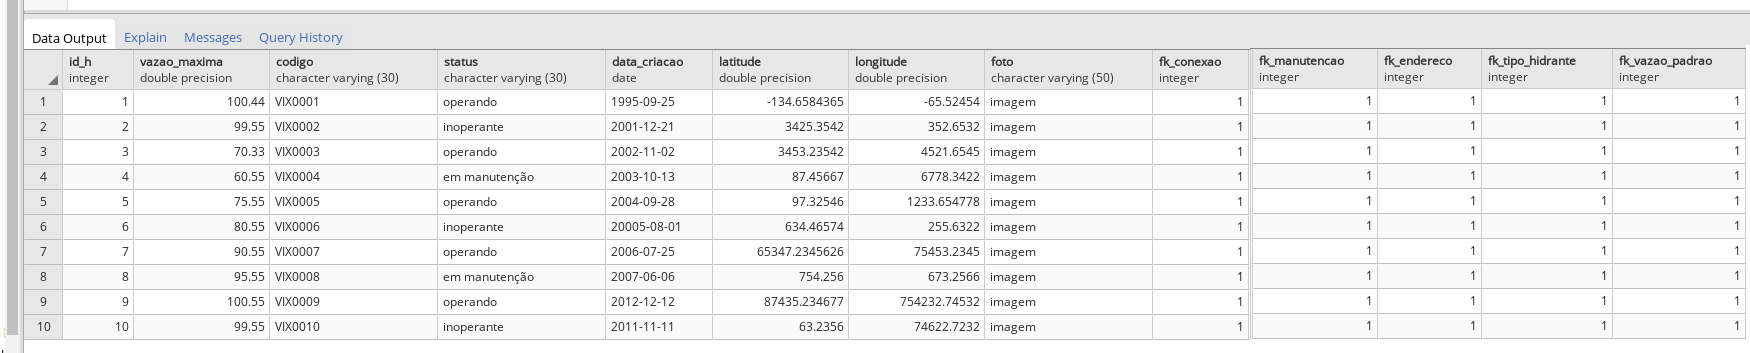 Data Output Explain Messages Query History
id_h vazao_maxima codigo status data_criacao latitude longitude foto fk_conexao fk_manutencao fk_endereco fk_tipo_hidrante fk_vazao_padrao
integer double precision character varying (30) character varying (30) date double precision double precision character varying (50) integer integer integer integer integer
1 1 100.44 VIX0001 operando 1995-09-25 -134.6584365 -65.52454 imagem 1 1 1 1 1
2 2 99.55 VIX0002 inoperante 2001-12-21 3425.3542 352.6532 imagem 1 1 1 1 1
3 3 70.33 VIX0003 operando 2002-11-02 3453.23542 4521.6545 imagem 1 1 1 1 1
4 4 60.55 VIX0004 em manutenção 2003-10-13 87.45667 6778.3422 imagem 1 1 1 1 1
5 5 75.55 VIX0005 operando 2004-09-28 97.32546 1233.654778 imagem 1 1 1 1 1
6 6 80.55 VIX0006 inoperante 20005-08-01 634.46574 255.6322 imagem 1 1 1 1 1
7 7 90.55 VIX0007 operando 2006-07-25 65347.2345626 75453.2345 imagem 1 1 1 1 1
8 8 95.55 VIX0008 em manutenção 2007-06-06 754.256 673.2566 imagem 1 1 1 1 1
9 9 100.55 VIX0009 operando 2012-12-12 87435.234677 754232.74532 imagem 1 1 1 1 1
10 10 99.55 VIX0010 inoperante 2011-11-11 63.2356 74622.7232 imagem 1 1 1 1 1